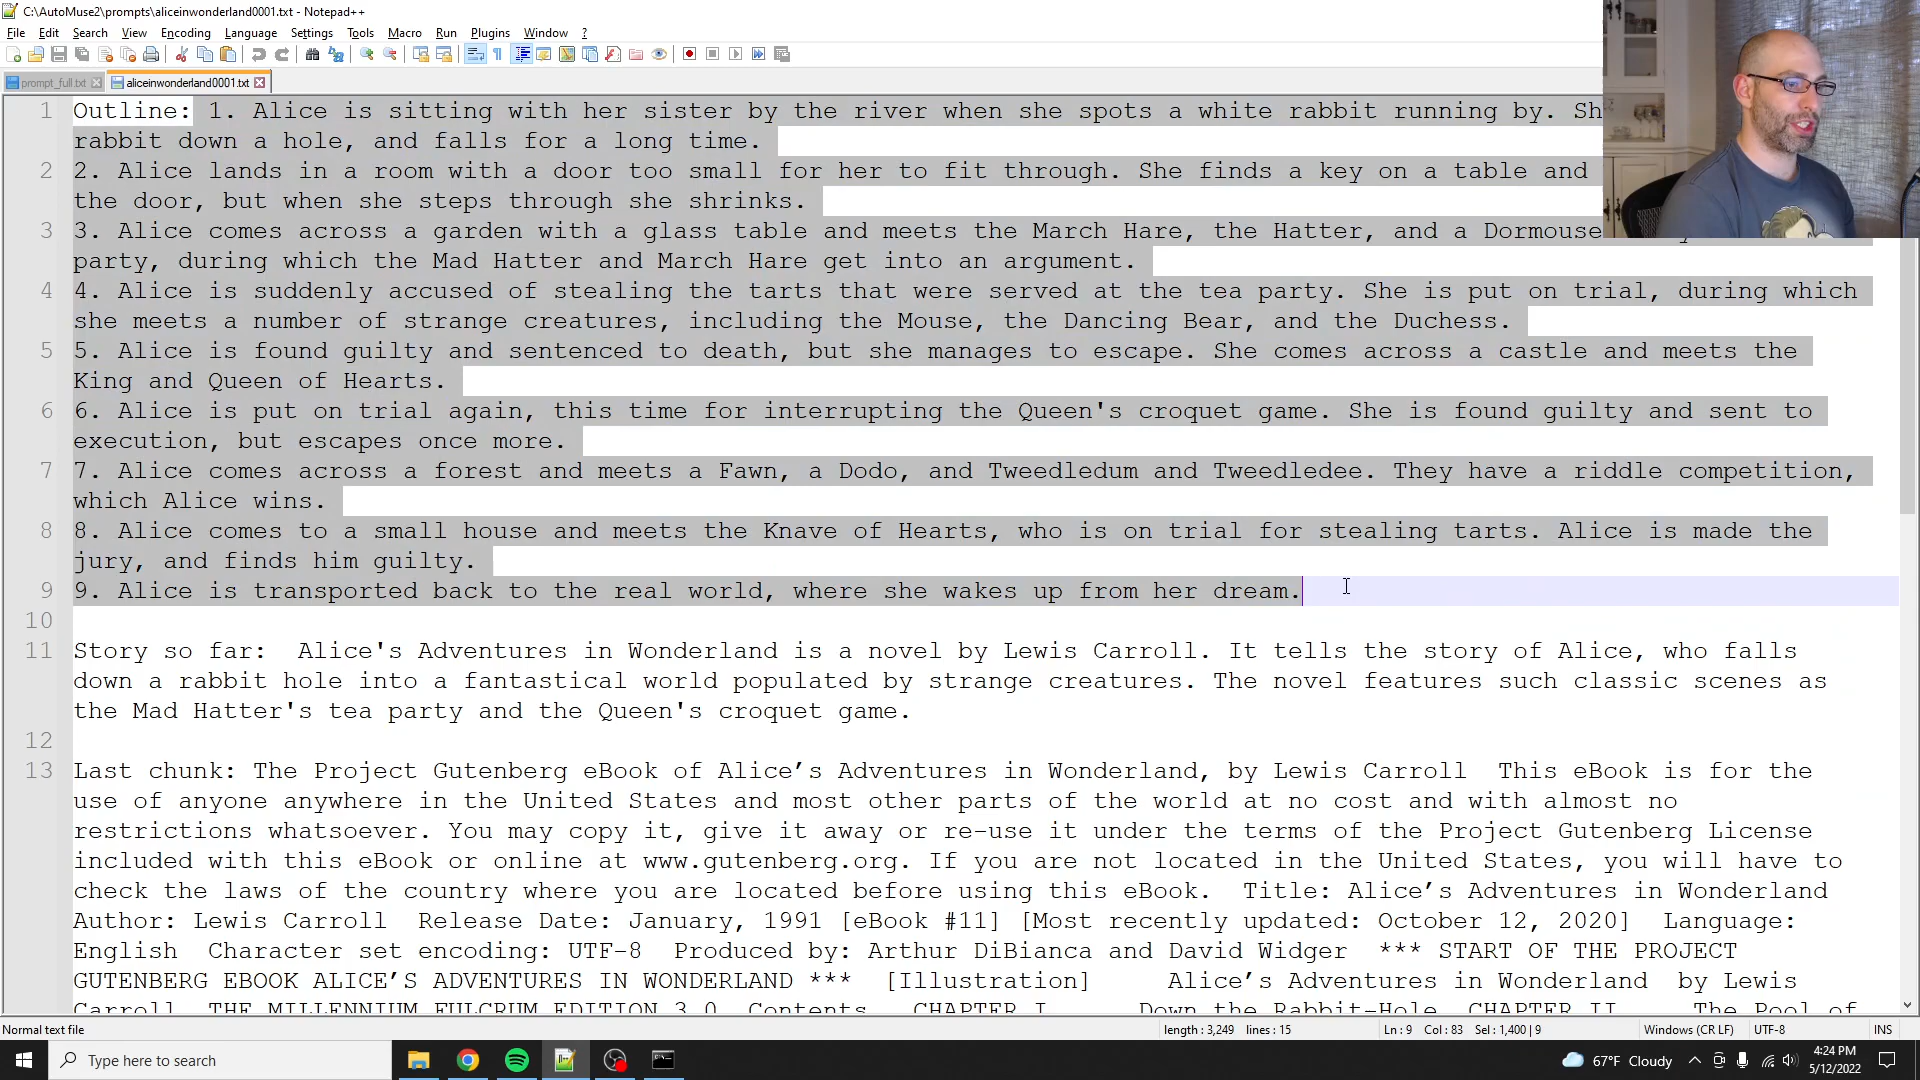 C:\AutoMuse2\prompts\aliceinwonderland0001.txt - Notepad++
File Edit Search View Encoding Language Settings Tools Macro Run Plugins Window ?
prompt_full.txt aliceinwonderland0001.txt
1 Outline: 1. Alice is sitting with her sister by the river when she spots a white rabbit running by. Sh
rabbit down a hole, and falls for a long time.
2 2. Alice lands in a room with a door too small for her to fit through. She finds a key on a table and
the door, but when she steps through she shrinks.
3 3. Alice comes across a garden with a glass table and meets the March Hare, the Hatter, and a Dormouse
party, during which the Mad Hatter and March Hare get into an argument.
4 4. Alice is suddenly accused of stealing the tarts that were served at the tea party. She is put on trial, during which
she meets a number of strange creatures, including the Mouse, the Dancing Bear, and the Duchess.
5 5. Alice is found guilty and sentenced to death, but she manages to escape. She comes across a castle and meets the
King and Queen of Hearts.
6 6. Alice is put on trial again, this time for interrupting the Queen's croquet game. She is found guilty and sent to
execution, but escapes once more.
7 7. Alice comes across a forest and meets a Fawn, a Dodo, and Tweedledum and Tweedledee. They have a riddle competition,
which Alice wins.
8 8. Alice comes to a small house and meets the Knave of Hearts, who is on trial for stealing tarts. Alice is made the
jury, and finds him guilty.
9 9. Alice is transported back to the real world, where she wakes up from her dream.
10
11 Story so far:  Alice's Adventures in Wonderland is a novel by Lewis Carroll. It tells the story of Alice, who falls
down a rabbit hole into a fantastical world populated by strange creatures. The novel features such classic scenes as
the Mad Hatter's tea party and the Queen's croquet game.
12
13 Last chunk: The Project Gutenberg eBook of Alice’s Adventures in Wonderland, by Lewis Carroll  This eBook is for the
use of anyone anywhere in the United States and most other parts of the world at no cost and with almost no
restrictions whatsoever. You may copy it, give it away or re-use it under the terms of the Project Gutenberg License
included with this eBook or online at www.gutenberg.org. If you are not located in the United States, you will have to
check the laws of the country where you are located before using this eBook.  Title: Alice’s Adventures in Wonderland
Author: Lewis Carroll  Release Date: January, 1991 [eBook #11] [Most recently updated: October 12, 2020]  Language:
English  Character set encoding: UTF-8  Produced by: Arthur DiBianca and David Widger  *** START OF THE PROJECT
GUTENBERG EBOOK ALICE’S ADVENTURES IN WONDERLAND ***  [Illustration]  Alice’s Adventures in Wonderland  by Lewis
Carroll  THE MILLENNIUM FULCRUM EDITION 3.0  Contents  CHAPTER I  Down the Rabbit-Hole  CHAPTER II  The Pool of
Normal text file length : 3,249 lines : 15 Ln : 9 Col : 83 Sel : 1,400 | 9 Windows (CR LF) UTF-8 INS
Type here to search 67°F Cloudy 4:24 PM
5/12/2022